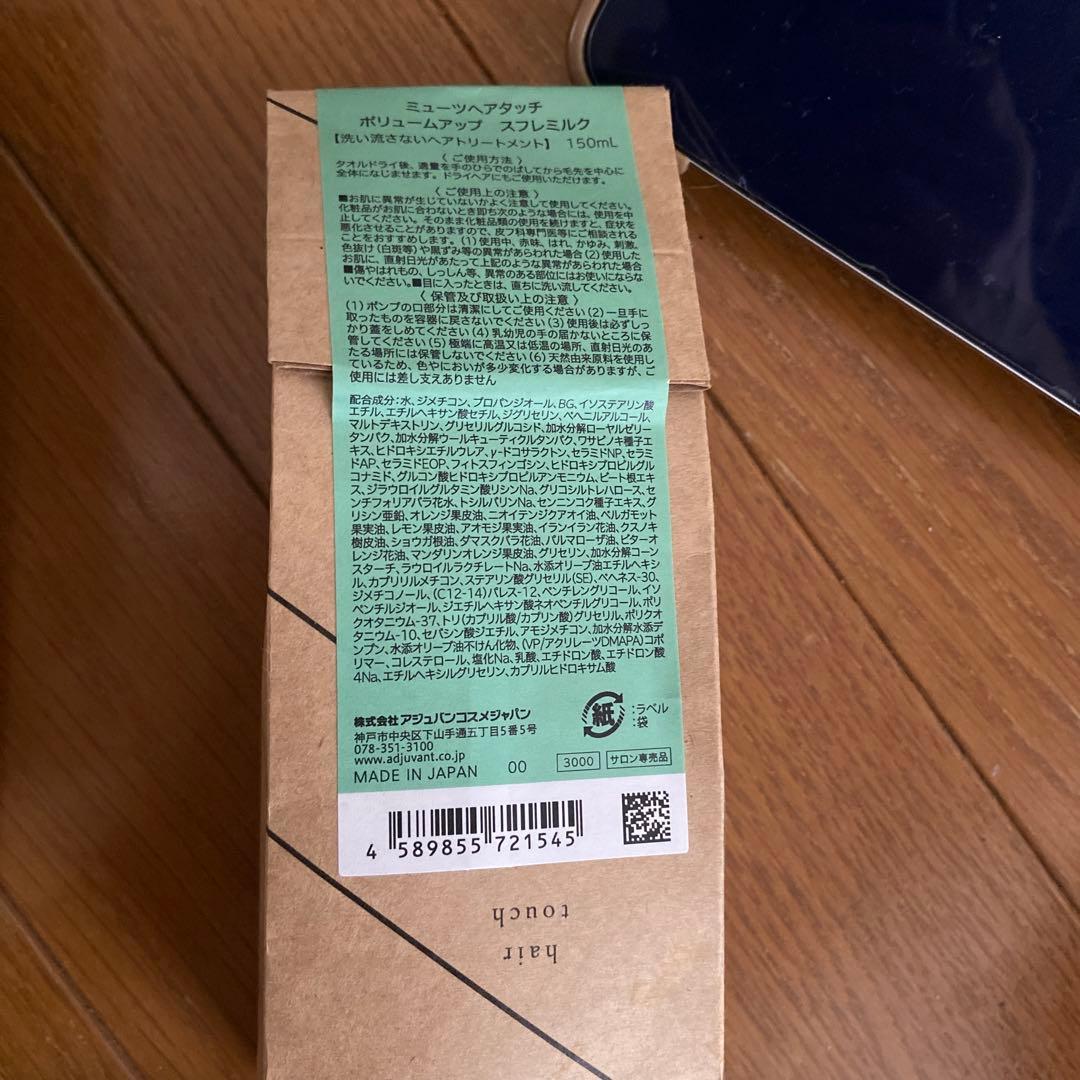 ミューツヘアタッチ
ボリュームアップ スフレミルク
【洗い流さないヘアトリートメント】 150mL
〈 ご使用方法 〉
タオルドライ後、適量を手のひらでのばしてから毛先を中心に
全体になじませます。ドライヘアにもご使用いただけます。
〈 ご使用上の注意 〉
■お肌に異常が生じていないかよく注意して使用してください。
化粧品がお肌に合わないとき即ち次のような場合には、使用を中
止してください。そのまま化粧品類の使用を続けますと、症状を
悪化させることがありますので、皮フ科専門医等にご相談される
ことをおすすめします。(1)使用中、赤味、はれ、かゆみ、刺激、
色抜け(白斑等)や黒ずみ等の異常があらわれた場合(2)使用した
お肌に、直射日光があたって上記のような異常があらわれた場合
■傷やはれもの、しっしん等、異常のある部位にはお使いにならな
いでください。■目に入ったときは、直ちに洗い流してください。
〈 保管及び取扱い上の注意 〉
(1)ポンプの口部分は清潔にしてご使用ください(2)一旦手に
取ったものを容器に戻さないでください(3)使用後は必ずしっ
かり蓋をしめてください(4)乳幼児の手の届かないところに保
管してください(5)極端に高温又は低温の場所、直射日光のあ
たる場所には保管しないでください(6)天然由来原料を使用し
ているため、色やにおいが多少変化する場合がありますが、ご
使用には差し支えありません
配合成分:水、ジメチコン、プロパンジオール、BG、イソステアリン酸
エチル、エチルヘキサン酸セチル、ジグリセリン、ベヘニルアルコール、
マルトデキストリン、グリセリルグルコシド、加水分解ローヤルゼリー
タンパク、加水分解ウールキューティクルタンパク、ワサビノキ種子エ
キス、ヒドロキシエチルウレア、γ-ドコサラクトン、セラミドNP、セラミ
ドAP、セラミドEOP、フィトスフィンゴシン、ヒドロキシプロピルグル
コナミド、グルコン酸ヒドロキシプロピルアンモニウム、ビート根エキ
ス、ジラウロイルグルタミン酸リシンNa、グリコシルトレハロース、セ
ンチフォリアバラ花水、トシルバリンNa、センニンコク種子エキス、グ
リシン亜鉛、オレンジ果皮油、ニオイテンジクアオイ油、ベルガモット
果実油、レモン果皮油、アオモジ果実油、イランイラン花油、クスノキ
樹皮油、ショウガ根油、ダマスクバラ花油、パルマローザ油、ビターオ
レンジ花油、マンダリンオレンジ果皮油、グリセリン、加水分解コーン
スターチ、ラウロイルラクチレートNa、水添オリーブ油エチルヘキシ
ル、カプリリルメチコン、ステアリン酸グリセリル(SE)、ベヘネス-30、
ジメチコノール、(C12-14)パレス-12、ペンチレングリコール、イソ
ペンチルジオール、ジエチルヘキサン酸ネオペンチルグリコール、ポリ
クオタニウム-37、トリ(カプリル酸/カプリン酸)グリセリル、ポリクオ
タニウム-10、セバシン酸ジエチル、アモジメチコン、加水分解水添デ
ンプン、水添オリーブ油不けん化物、(VP/アクリレーツDMAPA)コポ
リマー、コレステロール、塩化Na、乳酸、エチドロン酸、エチドロン酸
4Na、エチルヘキシルグリセリン、カプリルヒドロキサム酸
株式会社アジュバンコスメジャパン
神戸市中央区下山手通五丁目5番5号
078-351-3100
www.adjuvant.co.jp
MADE IN JAPAN 00
紙 :ラベル
:袋
3000 サロン専売品
4 589855 721545
hair
touch